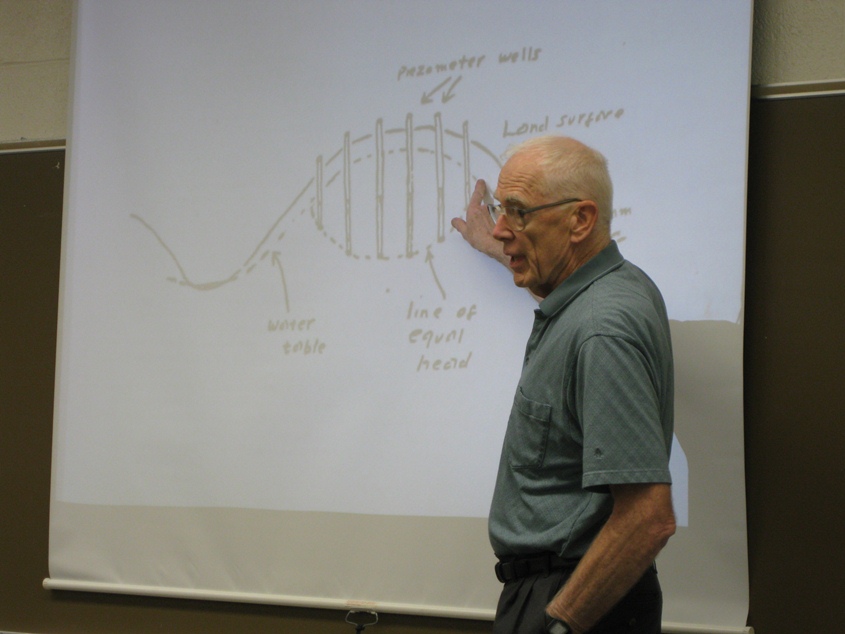 piezometer wells
Land surface
water
table
line of
equal
head